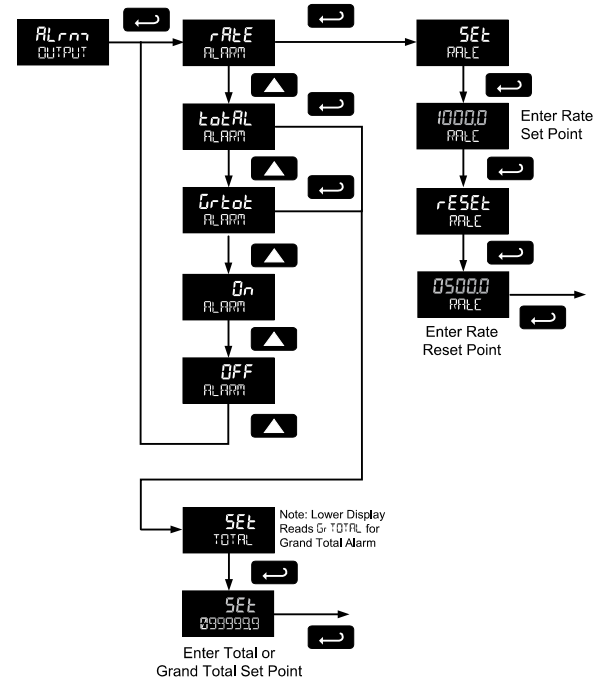 ALrm
OUTPUT
rAtE
ALARM
SEt
RATE
1000.0
RATE
Enter Rate
Set Point
totAL
ALARM
Grtot
ALARM
rESEt
RATE
On
ALARM
0500.0
RATE
Enter Rate
Reset Point
OFF
ALARM
SEt
TOTAL
Note: Lower Display
Reads Gr TOTAL for
Grand Total Alarm
SEt
099999.9
Enter Total or
Grand Total Set Point